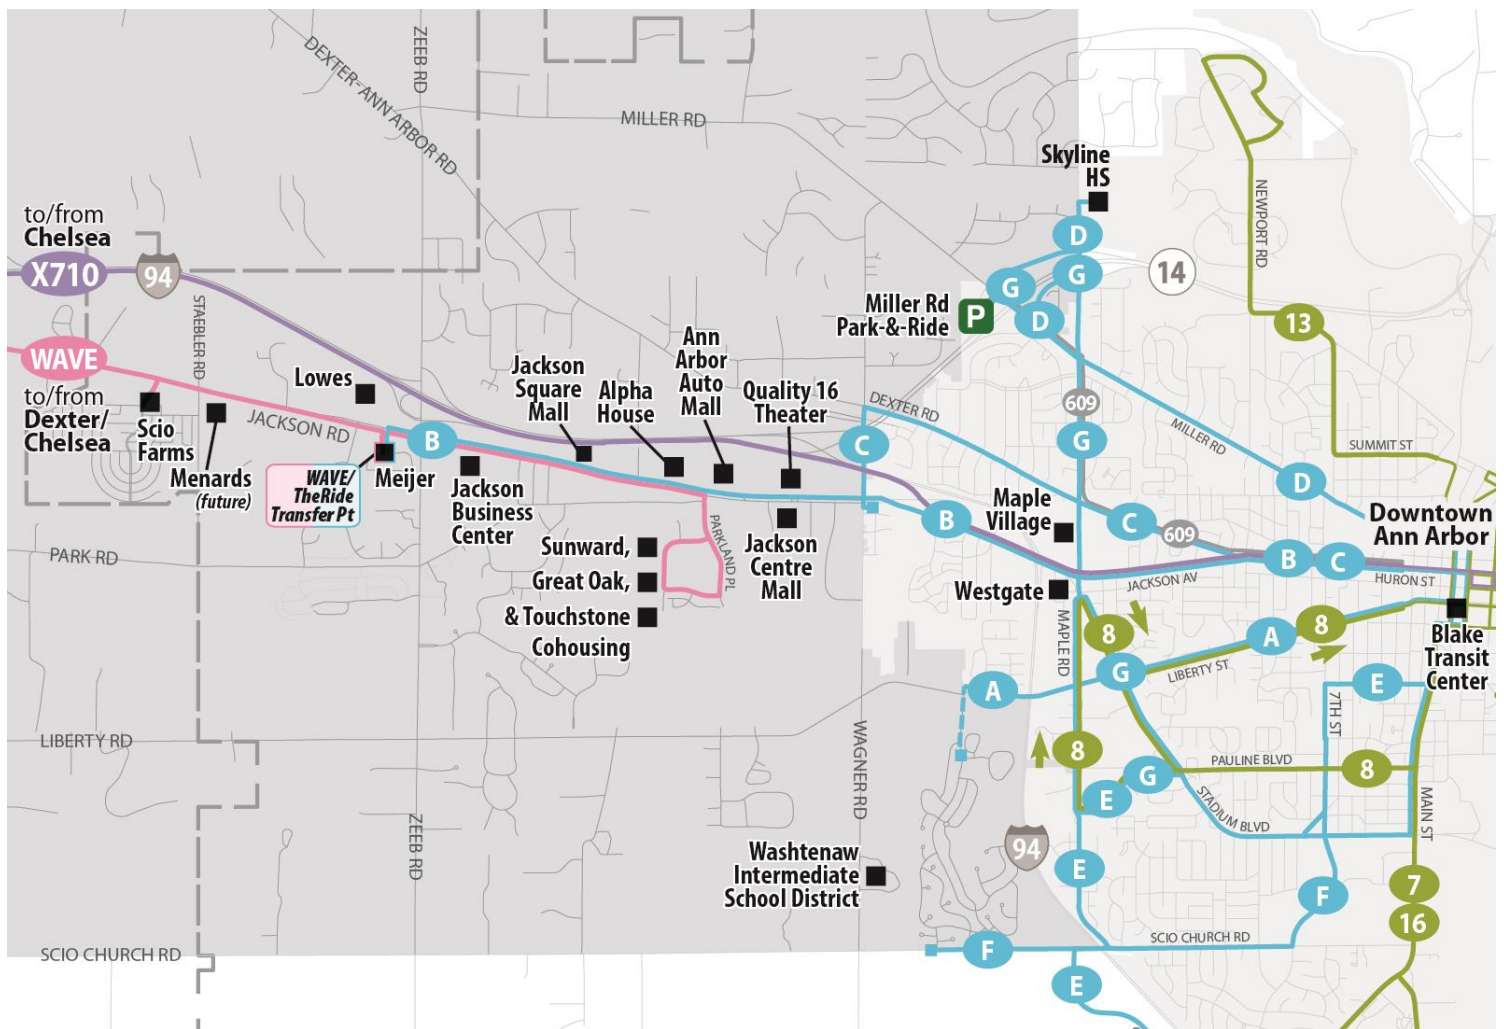 ZEEB RD
DEXTER-ANN ARBOR RD
MILLER RD
Skyline
HS
NEWPORT RD
to/from
Chelsea
X710
94
STAEBLER RD
D
G
G
D
14
Miller Rd
Park-&-Ride
P
13
WAVE
to/from
Dexter/
Chelsea
Scio
Farms
Menards
(future)
Lowes
JACKSON RD
WAVE/
TheRide
Transfer Pt
Meijer
B
Jackson
Business
Center
Jackson
Square
Mall
Alpha
House
Ann
Arbor
Auto
Mall
Quality 16
Theater
Jackson
Centre
Mall
DEXTER RD
C
609
G
MILLER RD
SUMMIT ST
D
B
Maple
Village
C
609
Downtown
Ann Arbor
B
C
HURON ST
JACKSON AV
PARK RD
Sunward,
Great Oak,
& Touchstone
Cohousing
PARKLAND PL
Westgate
MAPLE RD
8
G
LIBERTY ST
A
8
Blake
Transit
Center
A
E
7TH ST
LIBERTY RD
WAGNER RD
8
G
E
PAULINE BLVD
8
STADIUM BLVD
MAIN ST
ZEEB RD
94
Washtenaw
Intermediate
School District
E
F
7
16
SCIO CHURCH RD
F
SCIO CHURCH RD
E